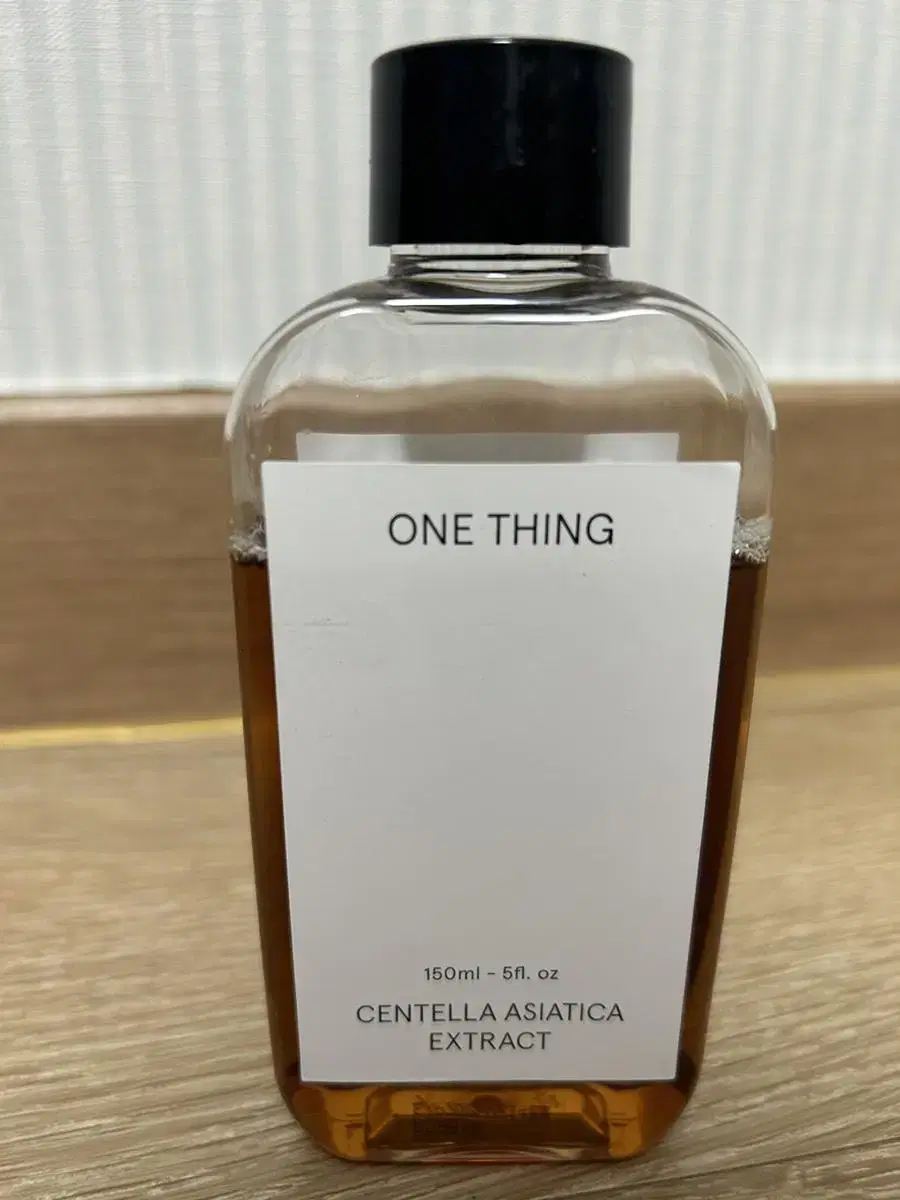 ONE THING
150ml - 5fl. oz
CENTELLA ASIATICA
EXTRACT